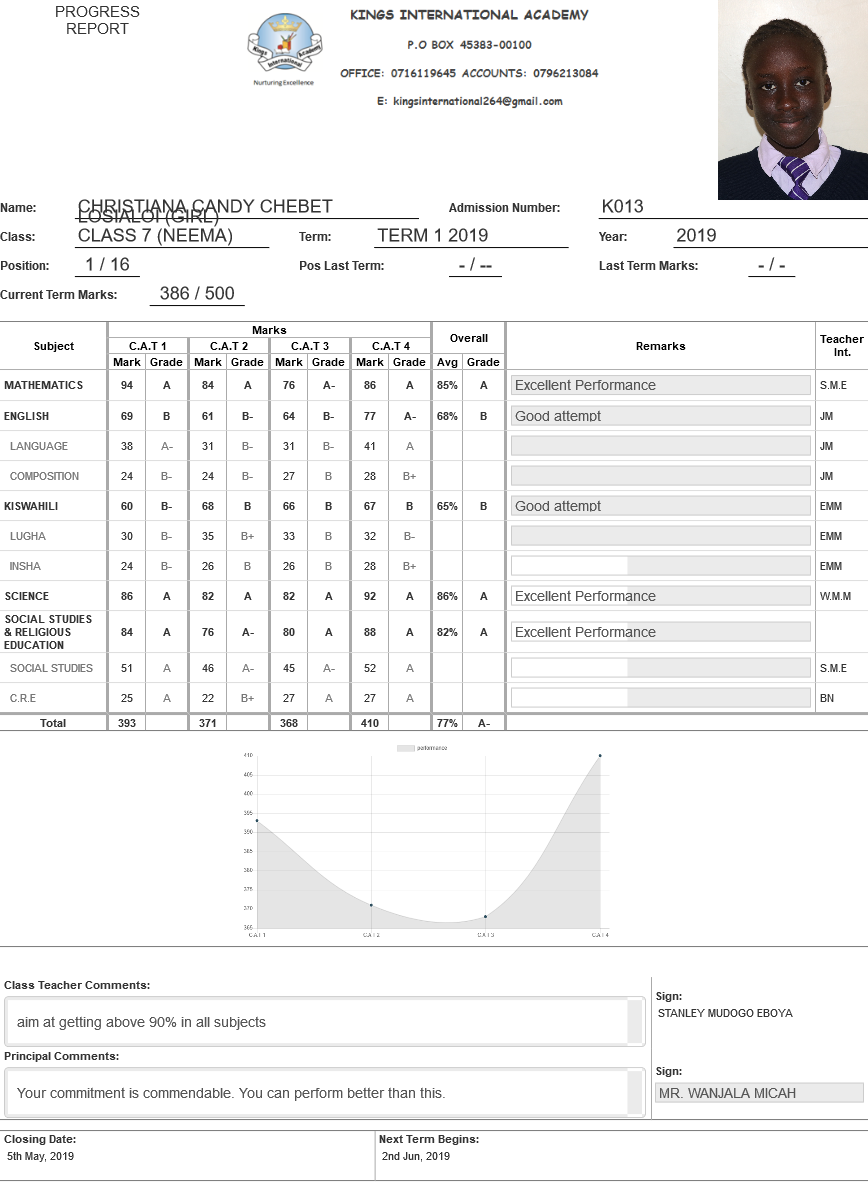 PROGRESS
REPORT
KINGS INTERNATIONAL ACADEMY
P.O BOX 45383-00100
OFFICE: 0716119645 ACCOUNTS: 0796213084
E: kingsinternational264@gmail.com
Kings Academy
International
Nurturing Excellence
Name: CHRISTIANA CANDY CHEBET
LOSIALOI (GIRL)
Admission Number: K013
Class: CLASS 7 (NEEMA) Term: TERM 1 2019 Year: 2019
Position: 1 / 16 Pos Last Term: - / -- Last Term Marks: - / -
Current Term Marks: 386 / 500
Subject Marks Overall Remarks Teacher Int.
C.A.T 1 C.A.T 2 C.A.T 3 C.A.T 4
Mark Grade Mark Grade Mark Grade Mark Grade Avg Grade
MATHEMATICS 94 A 84 A 76 A- 86 A 85% A Excellent Performance S.M.E
ENGLISH 69 B 61 B- 64 B- 77 A- 68% B Good attempt JM
LANGUAGE 38 A- 31 B- 31 B- 41 A JM
COMPOSITION 24 B- 24 B- 27 B 28 B+ JM
KISWAHILI 60 B- 68 B 66 B 67 B 65% B Good attempt EMM
LUGHA 30 B- 35 B+ 33 B 32 B- EMM
INSHA 24 B- 26 B 26 B 28 B+ EMM
SCIENCE 86 A 82 A 82 A 92 A 86% A Excellent Performance W.M.M
SOCIAL STUDIES
& RELIGIOUS
EDUCATION 84 A 76 A- 80 A 88 A 82% A Excellent Performance
SOCIAL STUDIES 51 A 46 A- 45 A- 52 A S.M.E
C.R.E 25 A 22 B+ 27 A 27 A BN
Total 393 371 368 410 77% A-
performance
410
405
400
395
390
385
380
375
370
365
C.A.T 1 C.A.T 2 C.A.T 3 C.A.T 4
Class Teacher Comments:
aim at getting above 90% in all subjects
Sign:
STANLEY MUDOGO EBOYA
Principal Comments:
Your commitment is commendable. You can perform better than this.
Sign:
MR. WANJALA MICAH
Closing Date:
5th May, 2019
Next Term Begins:
2nd Jun, 2019